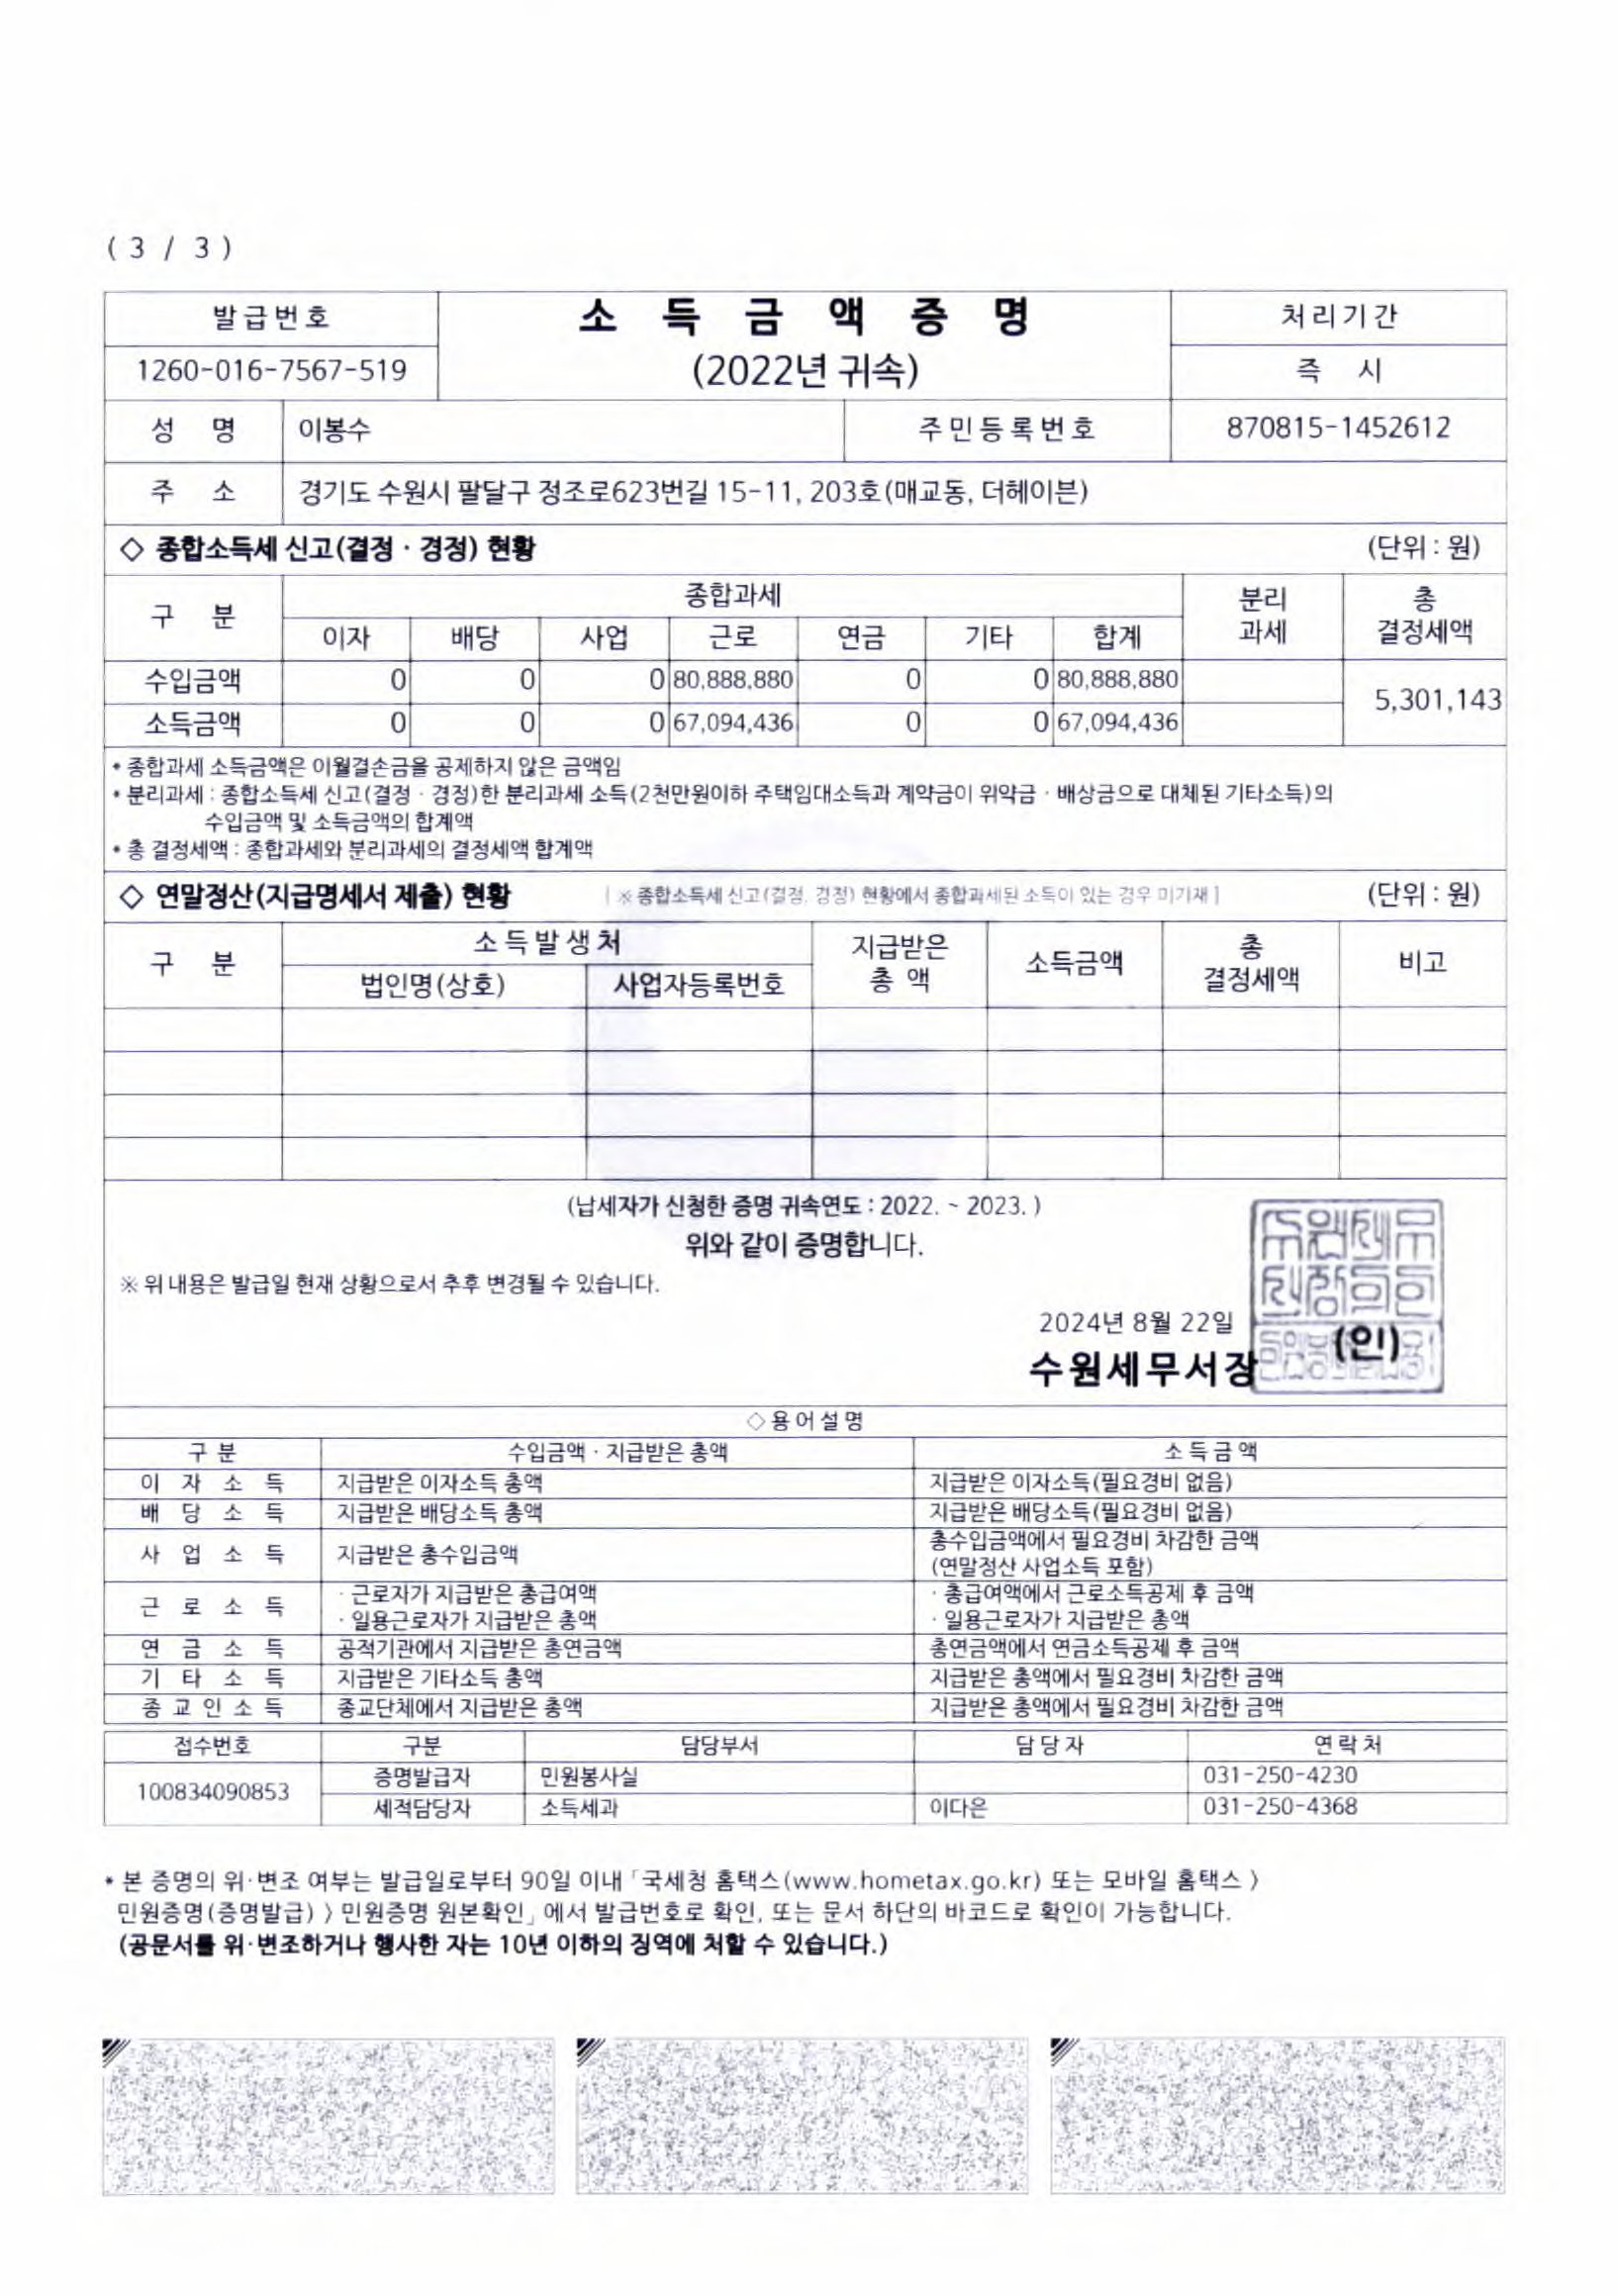 ( 3 / 3 )
발급번호
소 득 금 액 증 명
처리기간
1260-016-7567-519
(2022년 귀속)
즉 시
성 명 이봉수 주민등록번호 870815-1452612
주 소 경기도 수원시 팔달구 정조로623번길 15-11, 203호(매교동, 더헤이븐)
◇ 종합소득세 신고(결정 · 경정) 현황 (단위 : 원)
구 분 종합과세 분리과세 총 결정세액
이자 배당 사업 근로 연금 기타 합계
수입금액 0 0 0 80,888,880 0 0 80,888,880
5,301,143
소득금액 0 0 0 67,094,436 0 0 67,094,436
* 종합과세 소득금액은 이월결손금을 공제하지 않은 금액임
* 분리과세 : 종합소득세 신고(결정 · 경정)한 분리과세 소득(2천만원이하 주택임대소득과 계약금이 위약금 · 배상금으로 대체된 기타소득)의
수입금액 및 소득금액의 합계액
* 총 결정세액 : 종합과세와 분리과세의 결정세액 합계액
◇ 연말정산(지급명세서 제출) 현황 [ ※ 종합소득세 신고(결정, 경정) 현황에서 종합과세된 소득이 있는 경우 미기재 ] (단위 : 원)
구 분 소득발생처 지급받은 총 액 소득금액 총 결정세액 비고
법인명(상호) 사업자등록번호
(납세자가 신청한 증명 귀속연도 : 2022. ~ 2023. )
위와 같이 증명합니다.
※ 위 내용은 발급일 현재 상황으로서 추후 변경될 수 있습니다.
2024년 8월 22일
수원세무서장 (인)
◇용어설명
구 분 수입금액 · 지급받은 총액 소득금액
이 자 소 득 지급받은 이자소득 총액 지급받은 이자소득(필요경비 없음)
배 당 소 득 지급받은 배당소득 총액 지급받은 배당소득(필요경비 없음)
사 업 소 득 지급받은 총수입금액 총수입금액에서 필요경비 차감한 금액
(연말정산 사업소득 포함)
근 로 소 득 · 근로자가 지급받은 총급여액 · 총급여액에서 근로소득공제 후 금액
· 일용근로자가 지급받은 총액 · 일용근로자가 지급받은 총액
연 금 소 득 공적기관에서 지급받은 총연금액 총연금액에서 연금소득공제 후 금액
기 타 소 득 지급받은 기타소득 총액 지급받은 총액에서 필요경비 차감한 금액
종 교 인 소 득 종교단체에서 지급받은 총액 지급받은 총액에서 필요경비 차감한 금액
접수번호 구분 담당부서 담당자 연락처
100834090853 증명발급자 민원봉사실 031-250-4230
세적담당자 소득세과 이다은 031-250-4368
* 본 증명의 위·변조 여부는 발급일로부터 90일 이내 「국세청 홈택스(www.hometax.go.kr) 또는 모바일 홈택스 〉
민원증명(증명발급) 〉 민원증명 원본확인」 에서 발급번호로 확인, 또는 문서 하단의 바코드로 확인이 가능합니다.
(공문서를 위·변조하거나 행사한 자는 10년 이하의 징역에 처할 수 있습니다.)